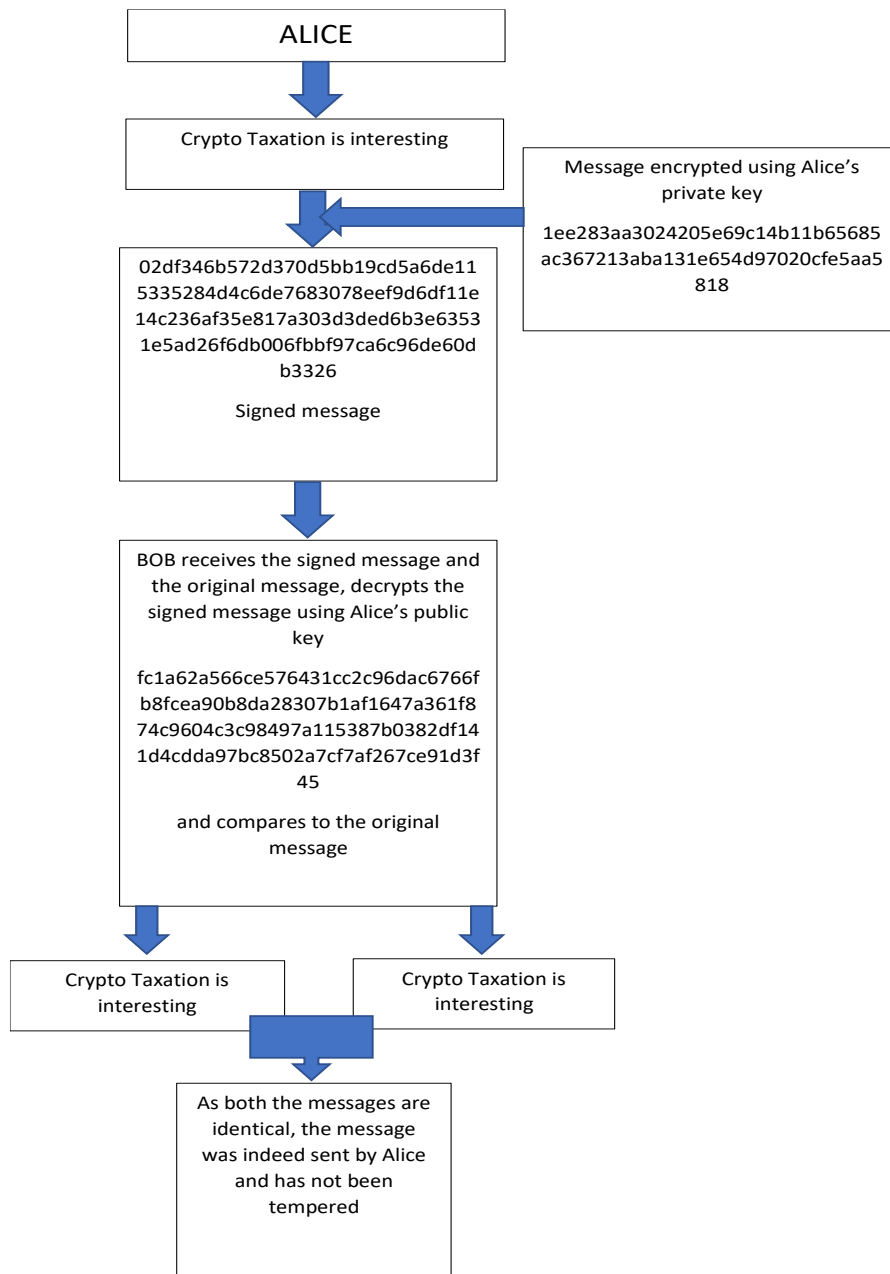 ALICE
Crypto Taxation is interesting
Message encrypted using Alice’s
private key
1ee283aa3024205e69c14b11b65685
ac367213aba131e654d97020cfe5aa5
818
02df346b572d370d5bb19cd5a6de11
5335284d4c6de7683078eef9d6df11e
14c236af35e817a303d3ded6b3e6353
1e5ad26f6db006fbbf97ca6c96de60d
b3326
Signed message
BOB receives the signed message and
the original message, decrypts the
signed message using Alice’s public
key
fc1a62a566ce576431cc2c96dac6766f
b8fcea90b8da28307b1af1647a361f8
74c9604c3c98497a115387b0382df14
1d4cdda97bc8502a7cf7af267ce91d3f
45
and compares to the original
message
Crypto Taxation is
interesting
Crypto Taxation is
interesting
As both the messages are
identical, the message
was indeed sent by Alice
and has not been
tempered